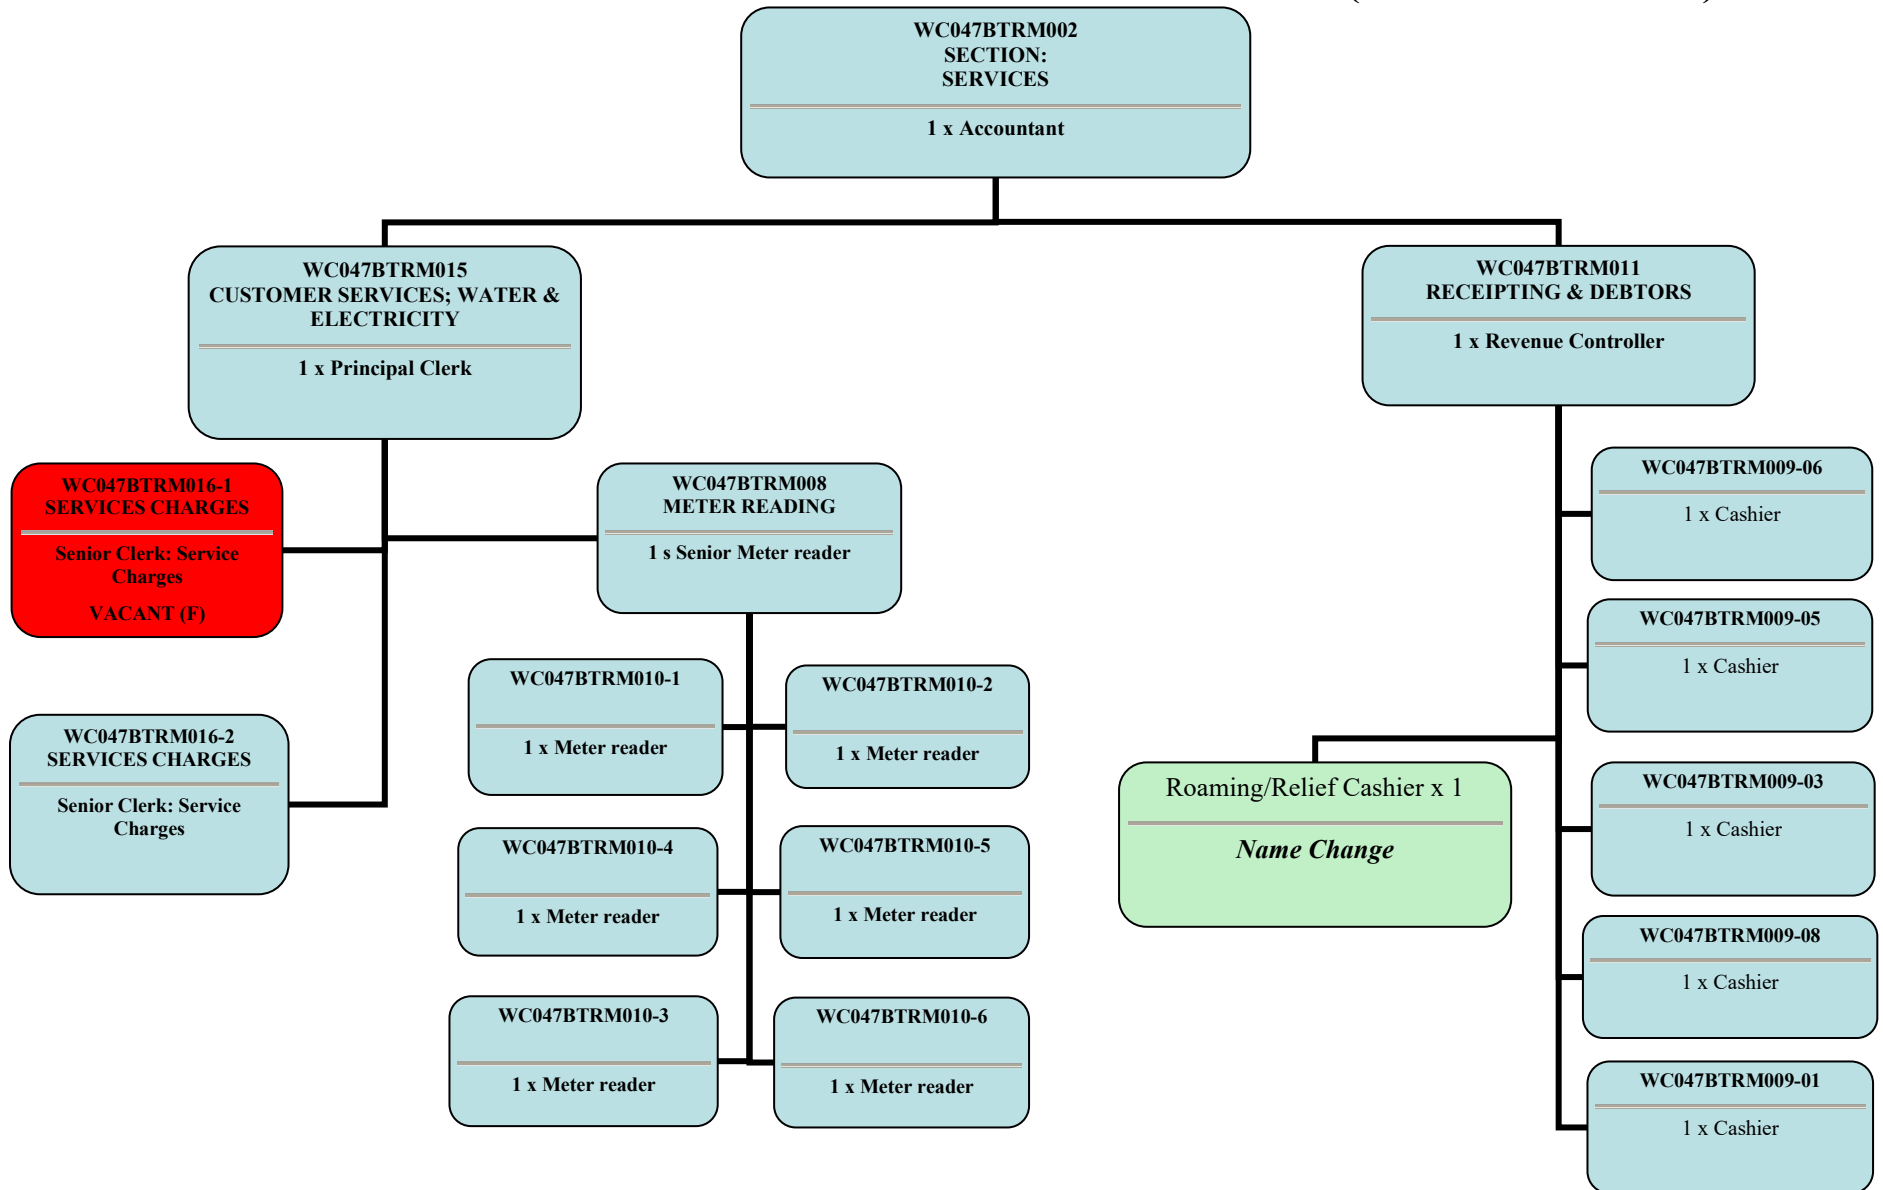 WC047BTRM002
SECTION:
SERVICES
1 x Accountant
WC047BTRM015
CUSTOMER SERVICES; WATER &
ELECTRICITY
1 x Principal Clerk
WC047BTRM011
RECEIPTING & DEBTORS
1 x Revenue Controller
WC047BTRM016-1
SERVICES CHARGES
Senior Clerk: Service
Charges
VACANT (F)
WC047BTRM008
METER READING
1 s Senior Meter reader
WC047BTRM016-2
SERVICES CHARGES
Senior Clerk: Service
Charges
WC047BTRM010-1
1 x Meter reader
WC047BTRM010-2
1 x Meter reader
WC047BTRM010-4
1 x Meter reader
WC047BTRM010-5
1 x Meter reader
WC047BTRM010-3
1 x Meter reader
WC047BTRM010-6
1 x Meter reader
WC047BTRM009-06
1 x Cashier
WC047BTRM009-05
1 x Cashier
Roaming/Relief Cashier x 1
Name Change
WC047BTRM009-03
1 x Cashier
WC047BTRM009-08
1 x Cashier
WC047BTRM009-01
1 x Cashier